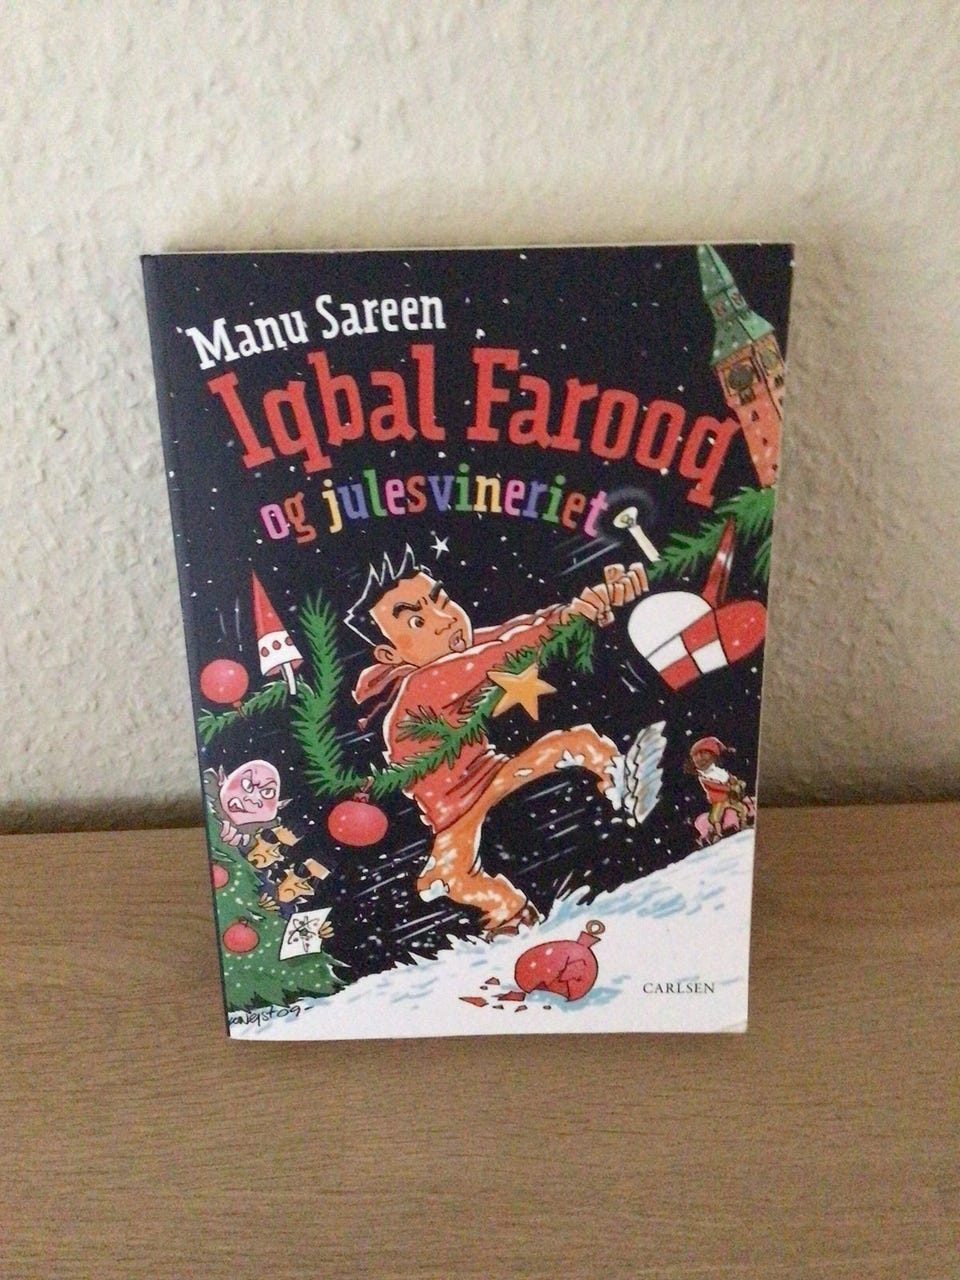 Manu Sareen
Iqbal Farooq
og julesvineriet
CARLSEN